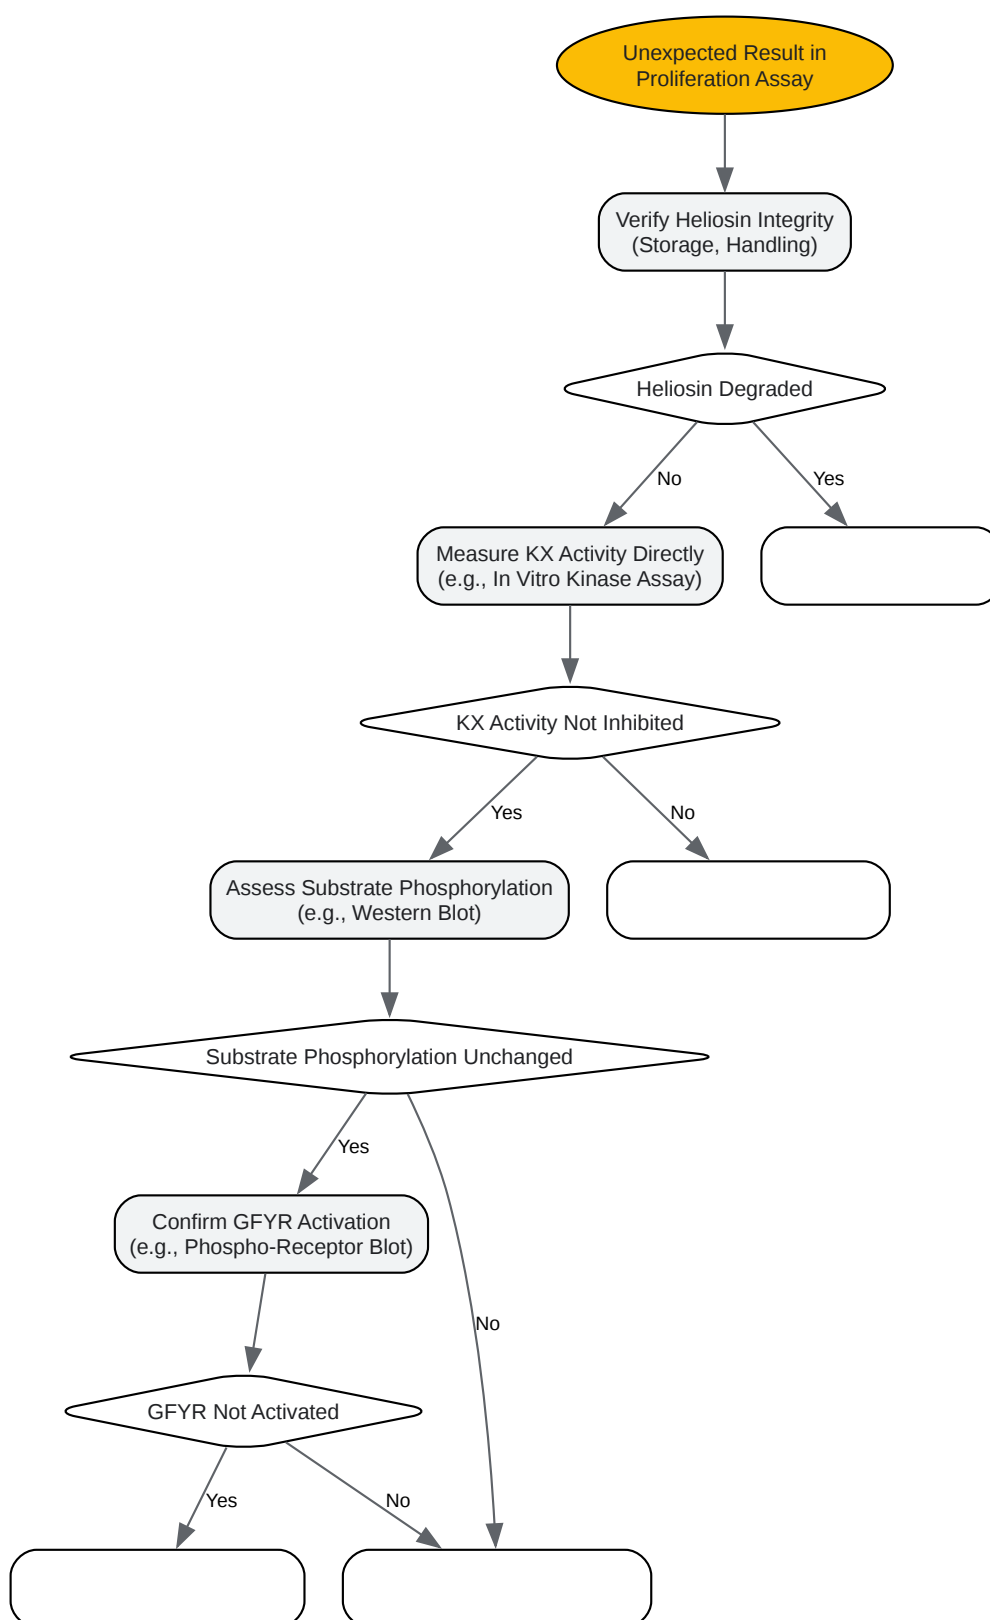 Unexpected Result in
Proliferation Assay
Verify Heliosin Integrity
(Storage, Handling)
Heliosin Degraded
No
Yes
Measure KX Activity Directly
(e.g., In Vitro Kinase Assay)
KX Activity Not Inhibited
Yes
No
Assess Substrate Phosphorylation
(e.g., Western Blot)
Substrate Phosphorylation Unchanged
Yes
Confirm GFYR Activation
(e.g., Phospho-Receptor Blot)
No
GFYR Not Activated
Yes
No